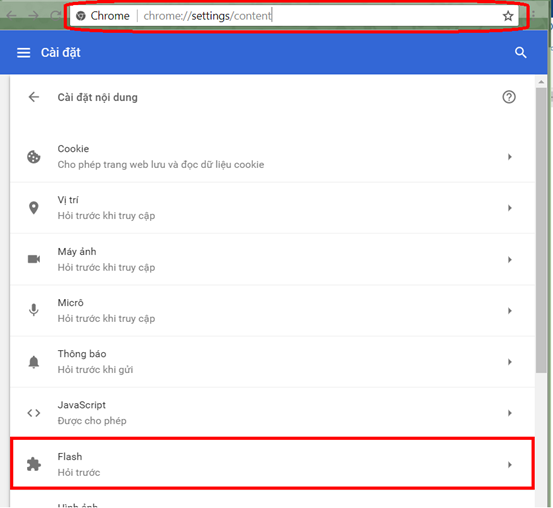 Chrome | chrome://settings/content
Cài đặt
Cài đặt nội dung
Cookie
Cho phép trang web lưu và đọc dữ liệu cookie
Vị trí
Hỏi trước khi truy cập
Máy ảnh
Hỏi trước khi truy cập
Micrô
Hỏi trước khi truy cập
Thông báo
Hỏi trước khi gửi
JavaScript
Được cho phép
Flash
Hỏi trước
Hình ảnh